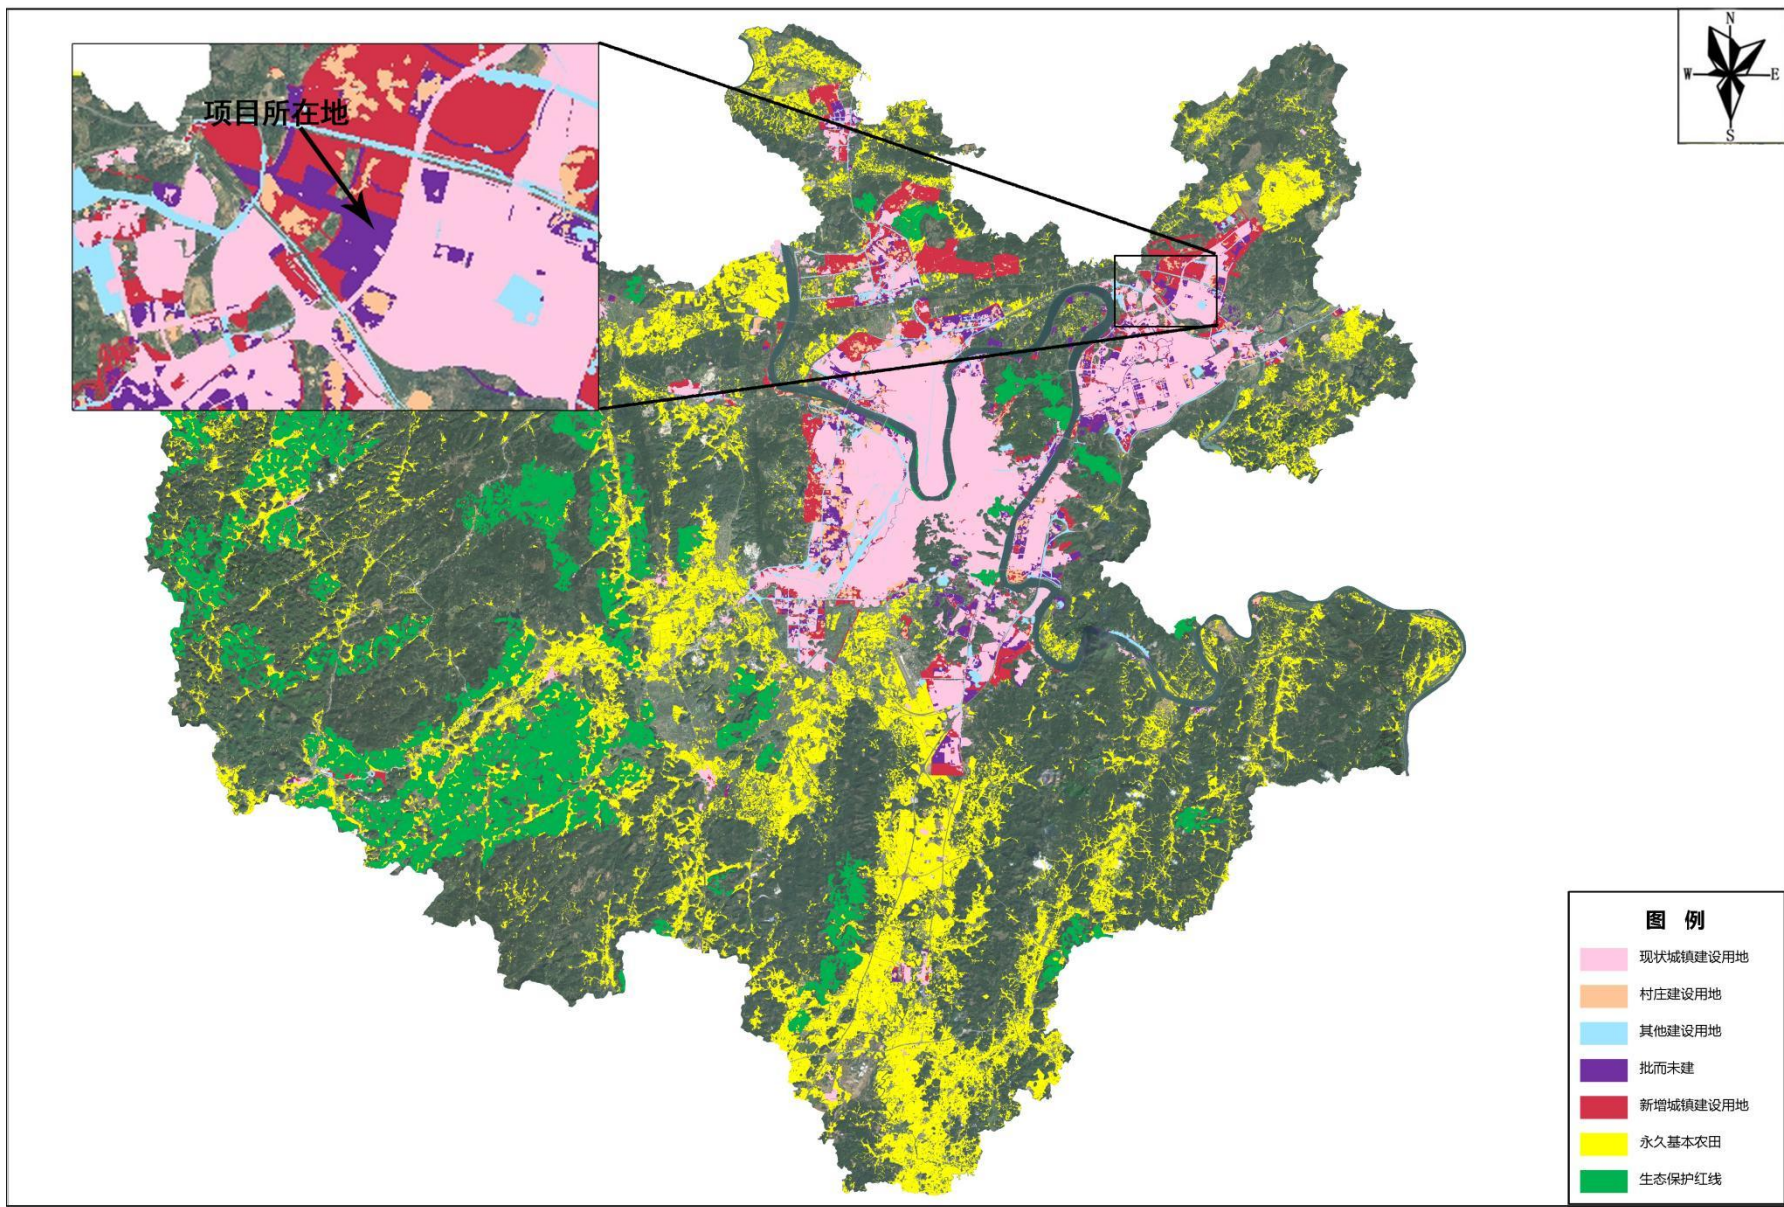 N
W
E
S
项目所在地
图 例
现状城镇建设用地
村庄建设用地
其他建设用地
批而未建
新增城镇建设用地
永久基本农田
生态保护红线